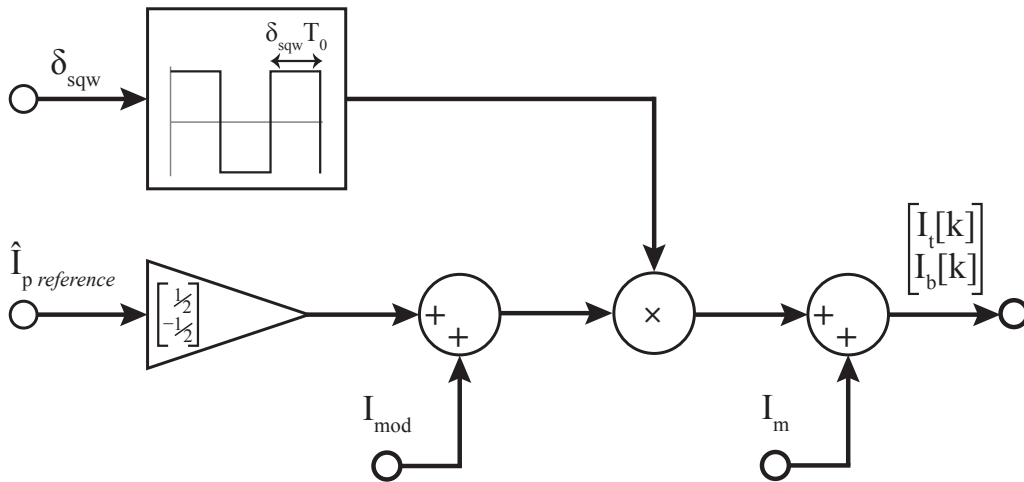 δsqwT0
δsqw
Îp reference
[1/2
-1/2]
+
+
×
+
+
[It[k]
Ib[k]]
Imod
Im